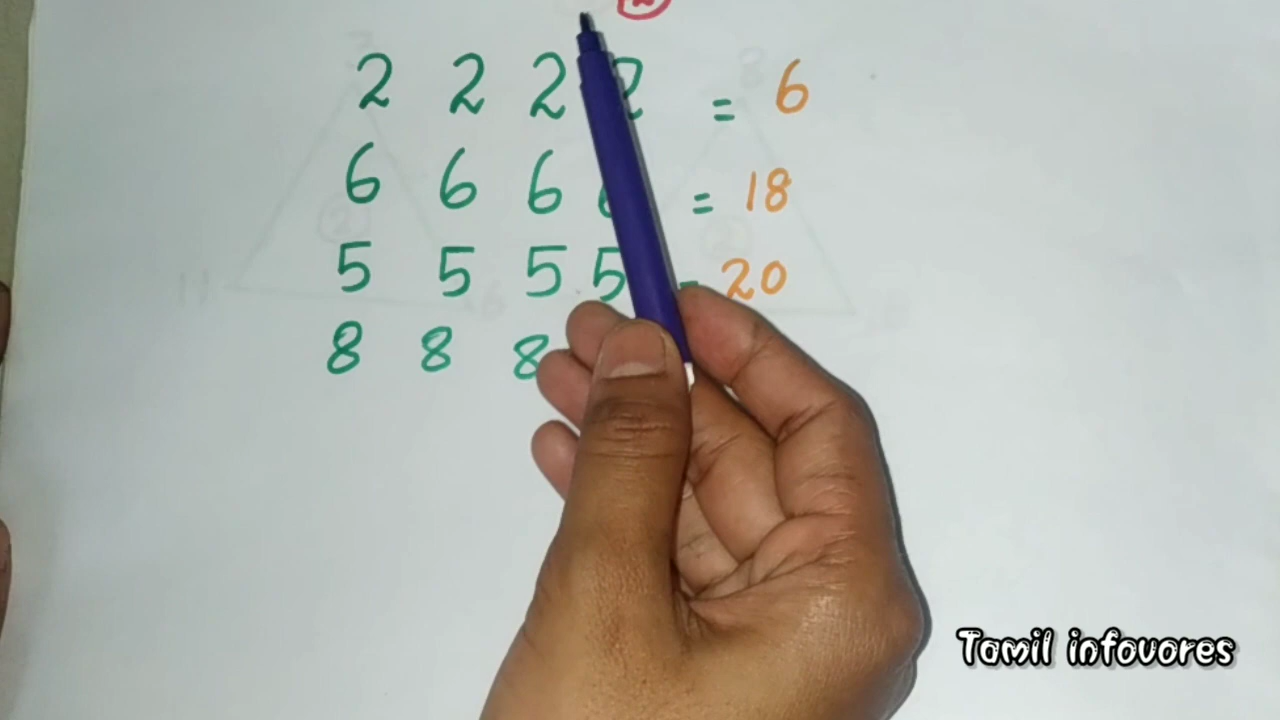 2 2 2 2 = 6
6 6 6 6 = 18
5 5 5 5 = 20
8 8 8
Tamil infovores